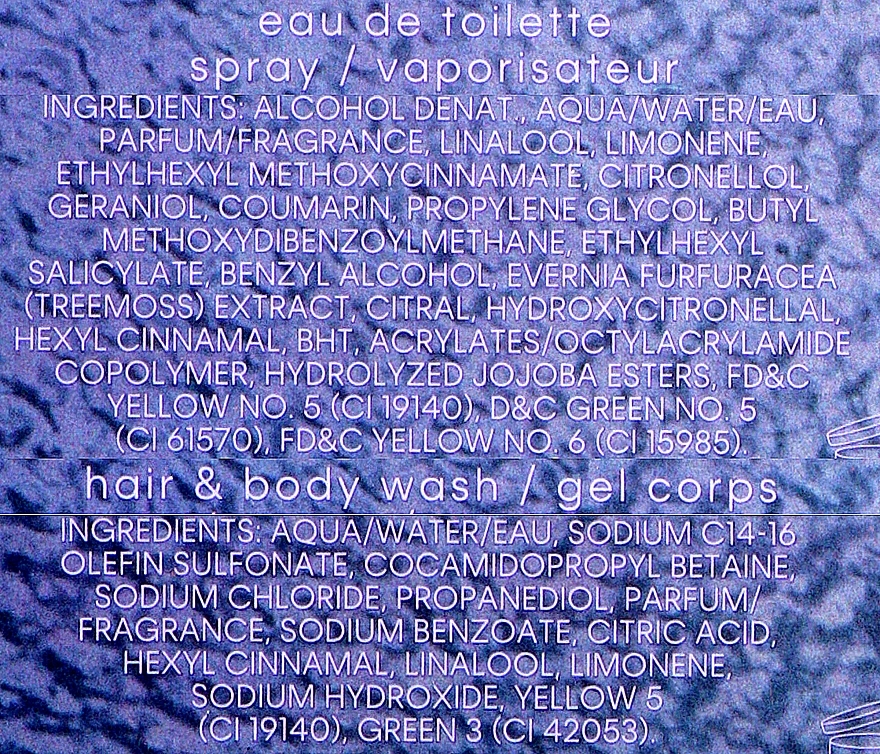 eau de toilette
spray / vaporisateur
INGREDIENTS: ALCOHOL DENAT., AQUA/WATER/EAU,
PARFUM/FRAGRANCE, LINALOOL, LIMONENE,
ETHYLHEXYL METHOXYCINNAMATE, CITRONELLOL,
GERANIOL, COUMARIN, PROPYLENE GLYCOL, BUTYL
METHOXYDIBENZOYLMETHANE, ETHYLHEXYL
SALICYLATE, BENZYL ALCOHOL, EVERNIA FURFURACEA
(TREEMOSS) EXTRACT, CITRAL, HYDROXYCITRONELLAL,
HEXYL CINNAMAL, BHT, ACRYLATES/OCTYLACRYLAMIDE
COPOLYMER, HYDROLYZED JOJOBA ESTERS, FD&C
YELLOW NO. 5 (CI 19140), D&C GREEN NO. 5
(CI 61570), FD&C YELLOW NO. 6 (CI 15985).
hair & body wash / gel corps
INGREDIENTS: AQUA/WATER/EAU, SODIUM C14-16
OLEFIN SULFONATE, COCAMIDOPROPYL BETAINE,
SODIUM CHLORIDE, PROPANEDIOL, PARFUM/
FRAGRANCE, SODIUM BENZOATE, CITRIC ACID,
HEXYL CINNAMAL, LINALOOL, LIMONENE,
SODIUM HYDROXIDE, YELLOW 5
(CI 19140), GREEN 3 (CI 42053).